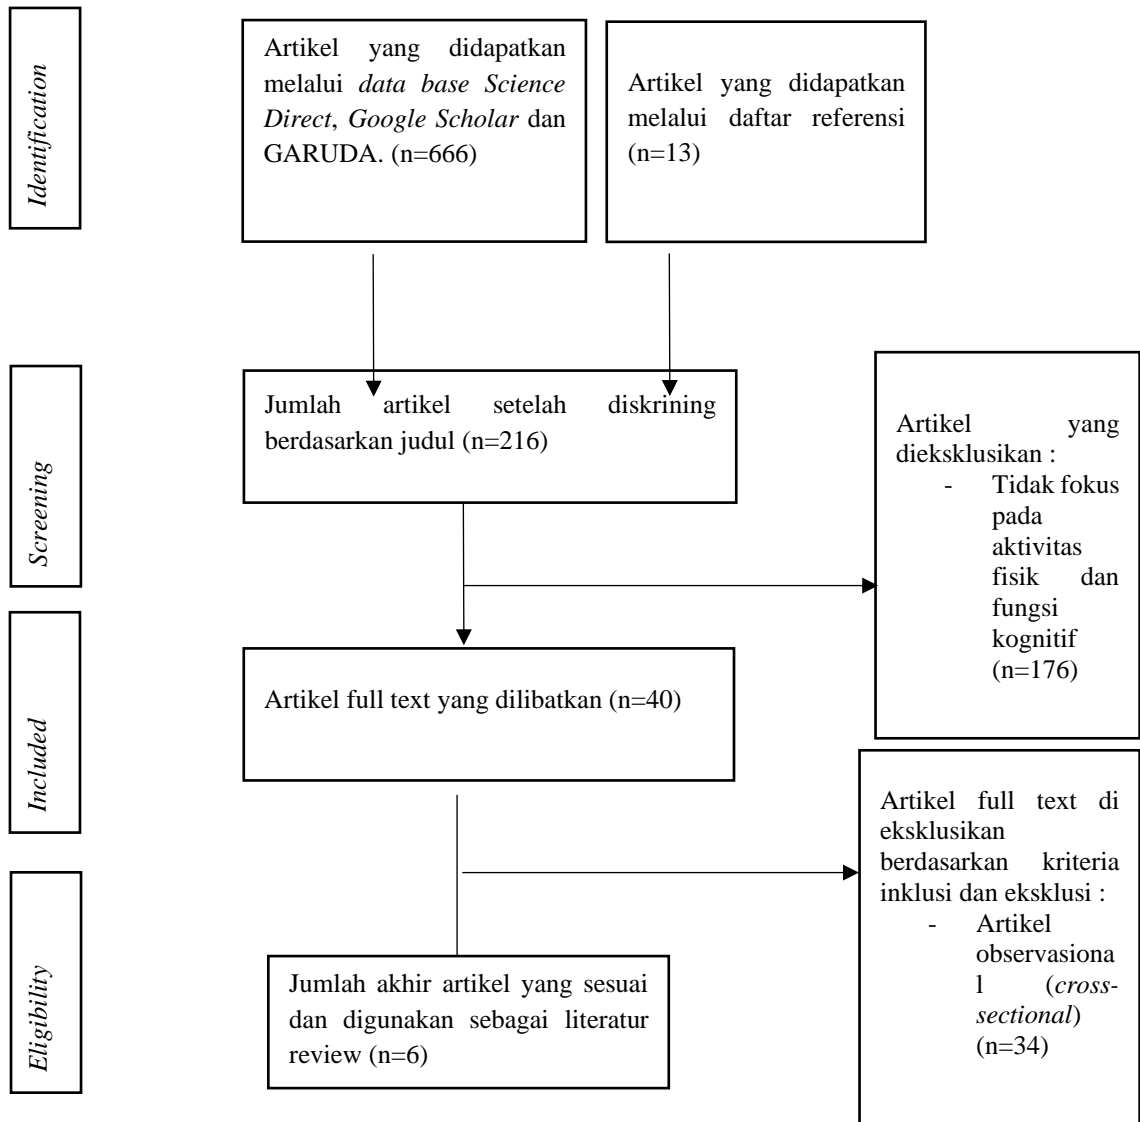 Identification
Artikel yang didapatkan
melalui data base Science
Direct, Google Scholar dan
GARUDA. (n=666)
Artikel yang didapatkan
melalui daftar referensi
(n=13)
Screening
Jumlah artikel setelah diskrining
berdasarkan judul (n=216)
Artikel yang
dieksklusikan :
- Tidak fokus
pada
aktivitas
fisik dan
fungsi
kognitif
(n=176)
Included
Artikel full text yang dilibatkan (n=40)
Artikel full text di
eksklusikan
berdasarkan kriteria
inklusi dan eksklusi :
- Artikel
observasiona
l (cross-
sectional)
(n=34)
Eligibility
Jumlah akhir artikel yang sesuai
dan digunakan sebagai literatur
review (n=6)